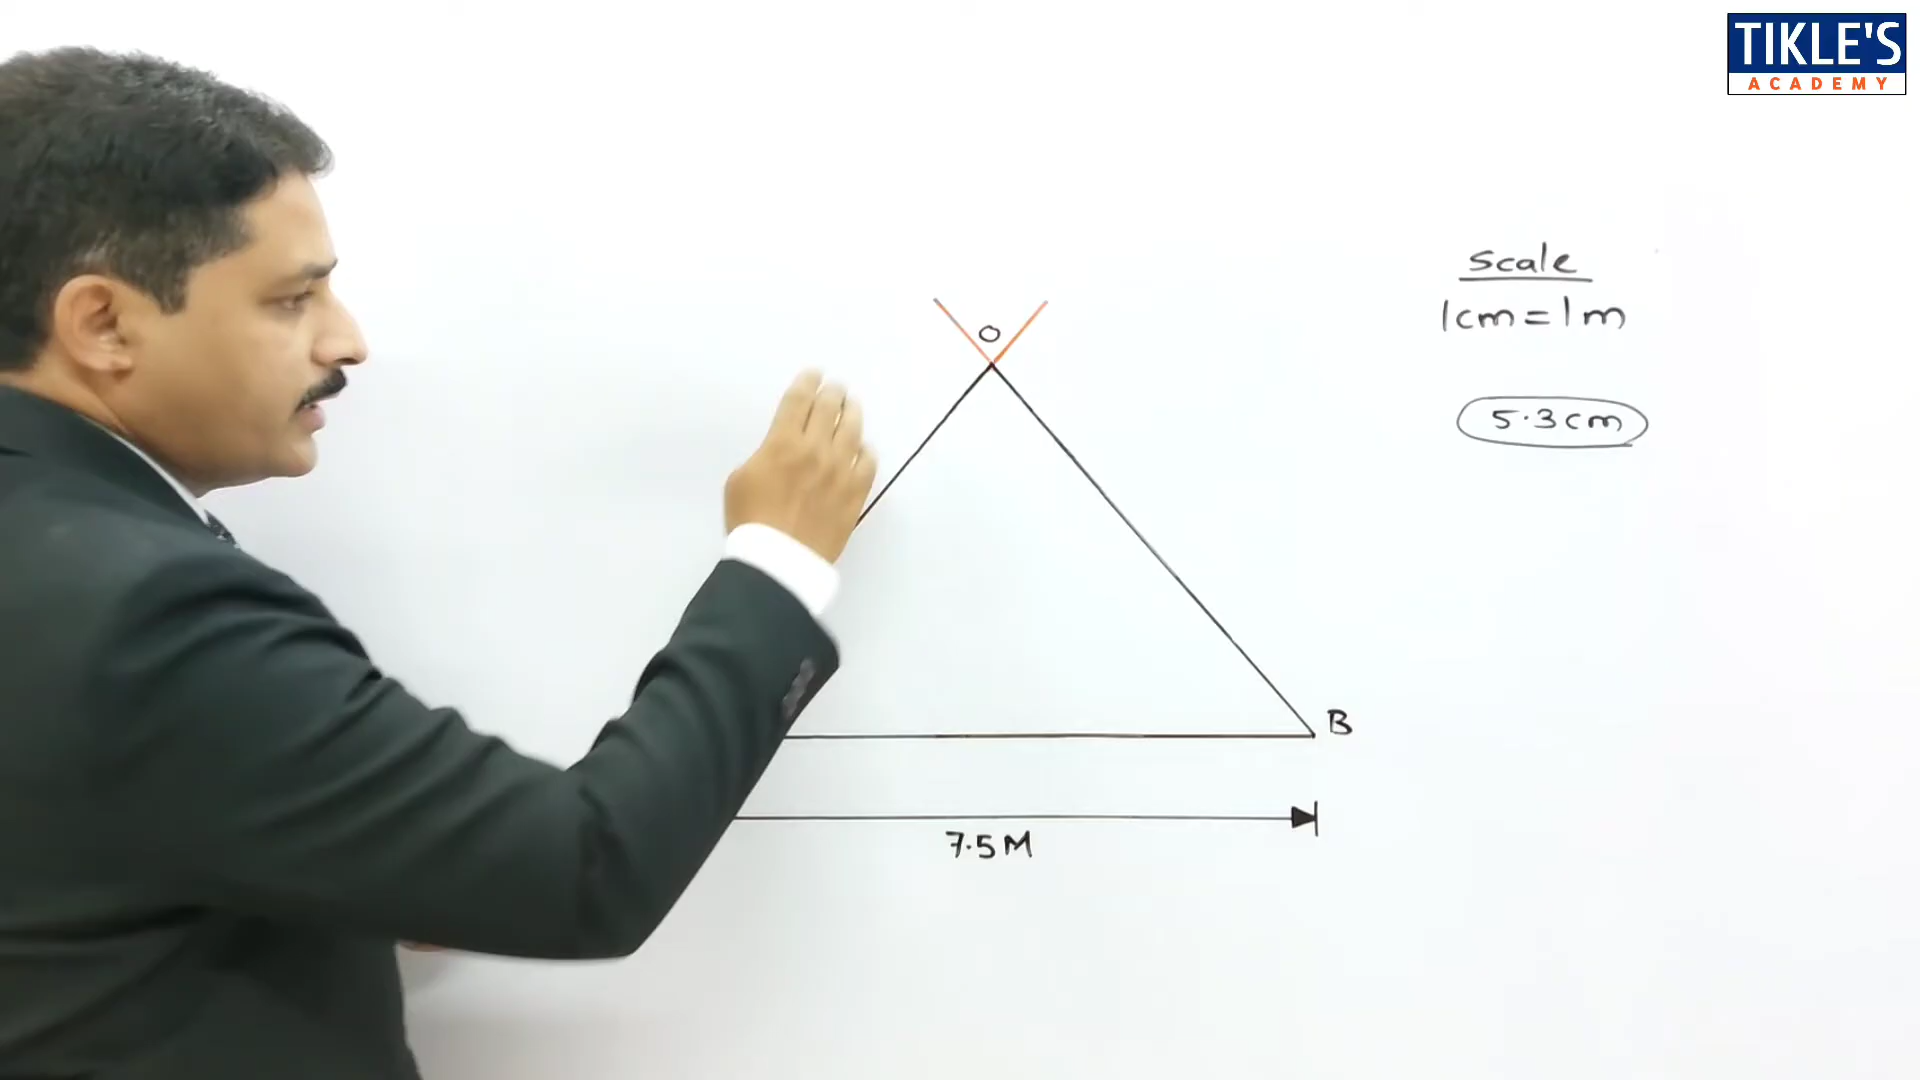 TIKLE'S
ACADEMY
Scale
1cm = 1m
O
5.3cm
B
7.5M